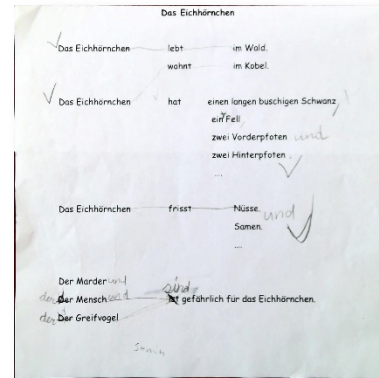 Das Eichhörnchen
Das Eichhörnchen lebt im Wald.
wohnt im Kobel.
Das Eichhörnchen hat einen langen buschigen Schwanz,
ein Fell
zwei Vorderpfoten und
zwei Hinterpfoten.
...
Das Eichhörnchen frisst Nüsse und
Samen.
...
Der Marder und
der Mensch und sind gefährlich für das Eichhörnchen.
der Greifvogel